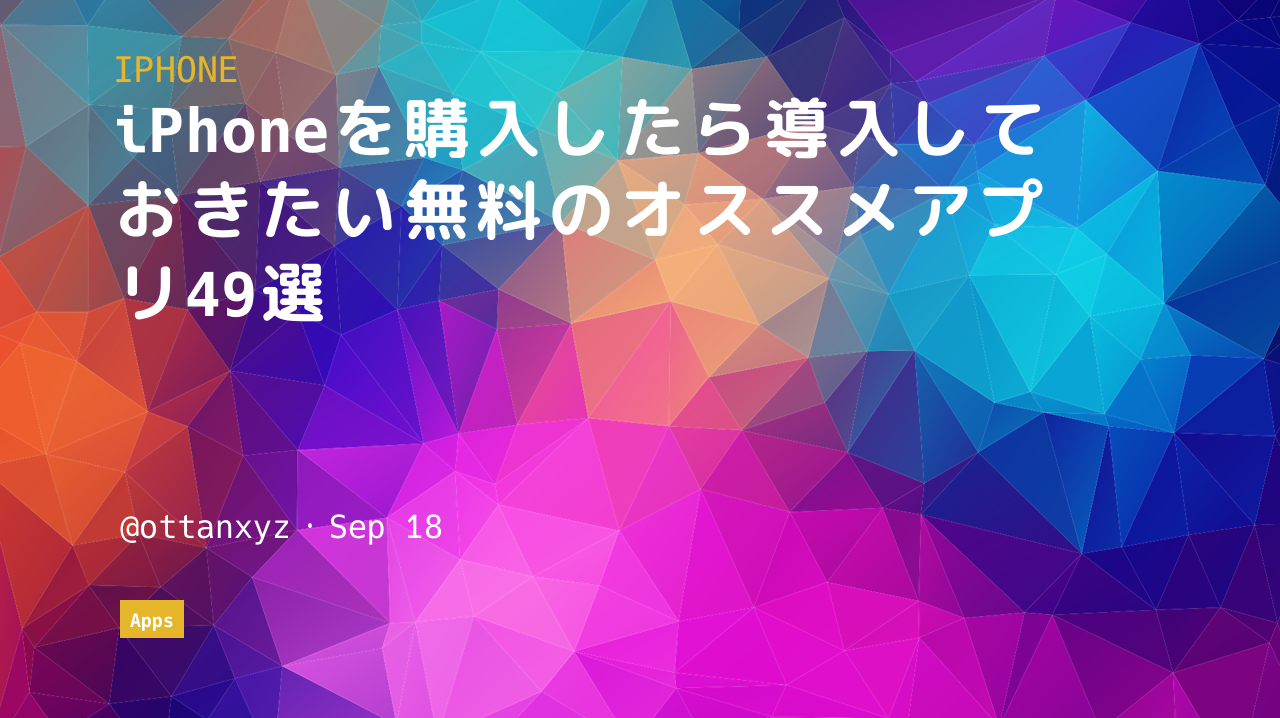 IPHONE
iPhoneを購入したら導入して
おきたい無料のオススメアプ
リ49選
@ottanxyz · Sep 18
Apps